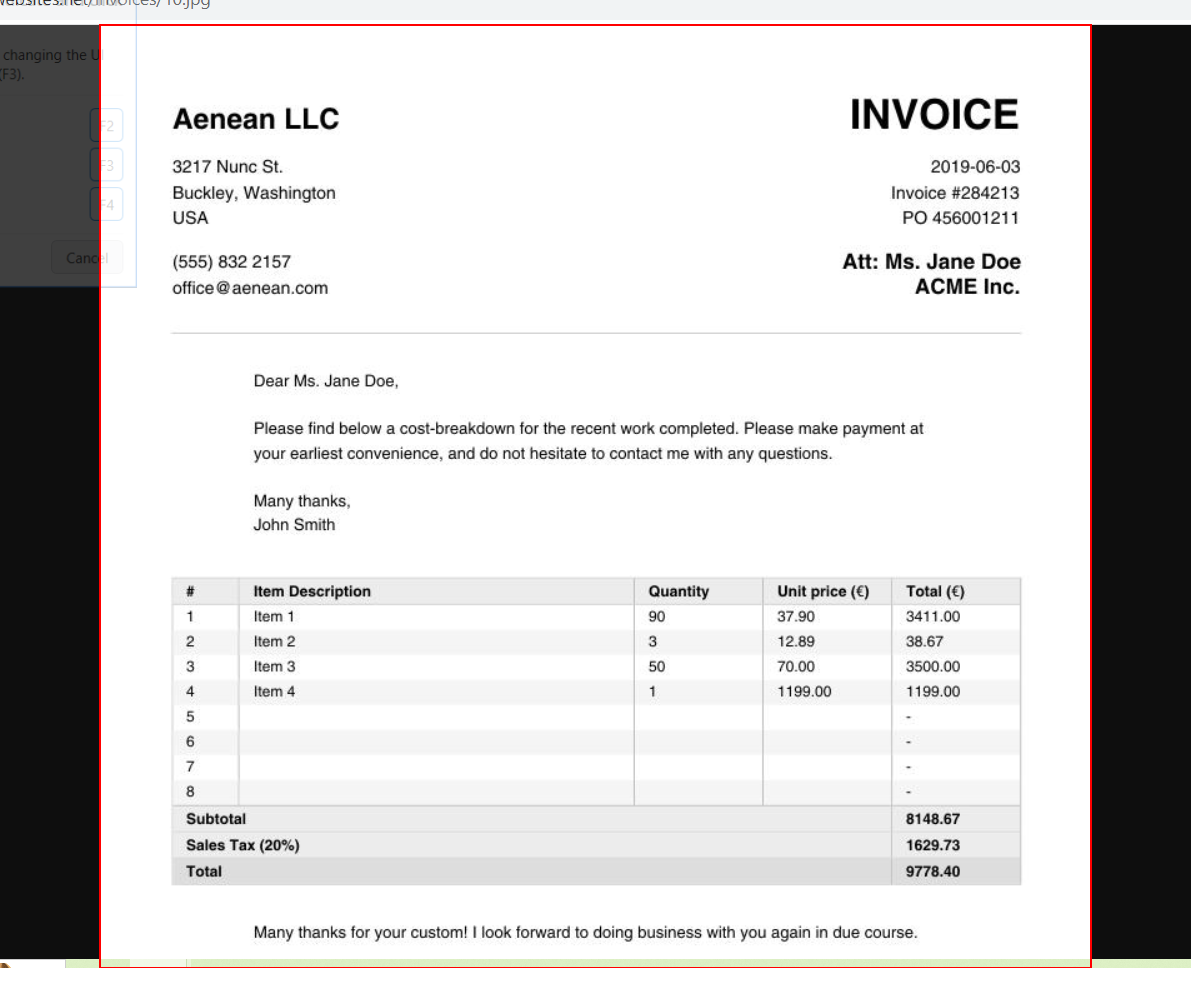 changing the U
(F3).
F2
F3
F4
Cancel
Aenean LLC
INVOICE
3217 Nunc St.
2019-06-03
Buckley, Washington
Invoice #284213
USA
PO 456001211
(555) 832 2157
Att: Ms. Jane Doe
office@aenean.com
ACME Inc.
Dear Ms. Jane Doe,
Please find below a cost-breakdown for the recent work completed. Please make payment at
your earliest convenience, and do not hesitate to contact me with any questions.
Many thanks,
John Smith
# Item Description Quantity Unit price (€) Total (€)
1 Item 1 90 37.90 3411.00
2 Item 2 3 12.89 38.67
3 Item 3 50 70.00 3500.00
4 Item 4 1 1199.00 1199.00
5 -
6 -
7 -
8 -
Subtotal 8148.67
Sales Tax (20%) 1629.73
Total 9778.40
Many thanks for your custom! I look forward to doing business with you again in due course.